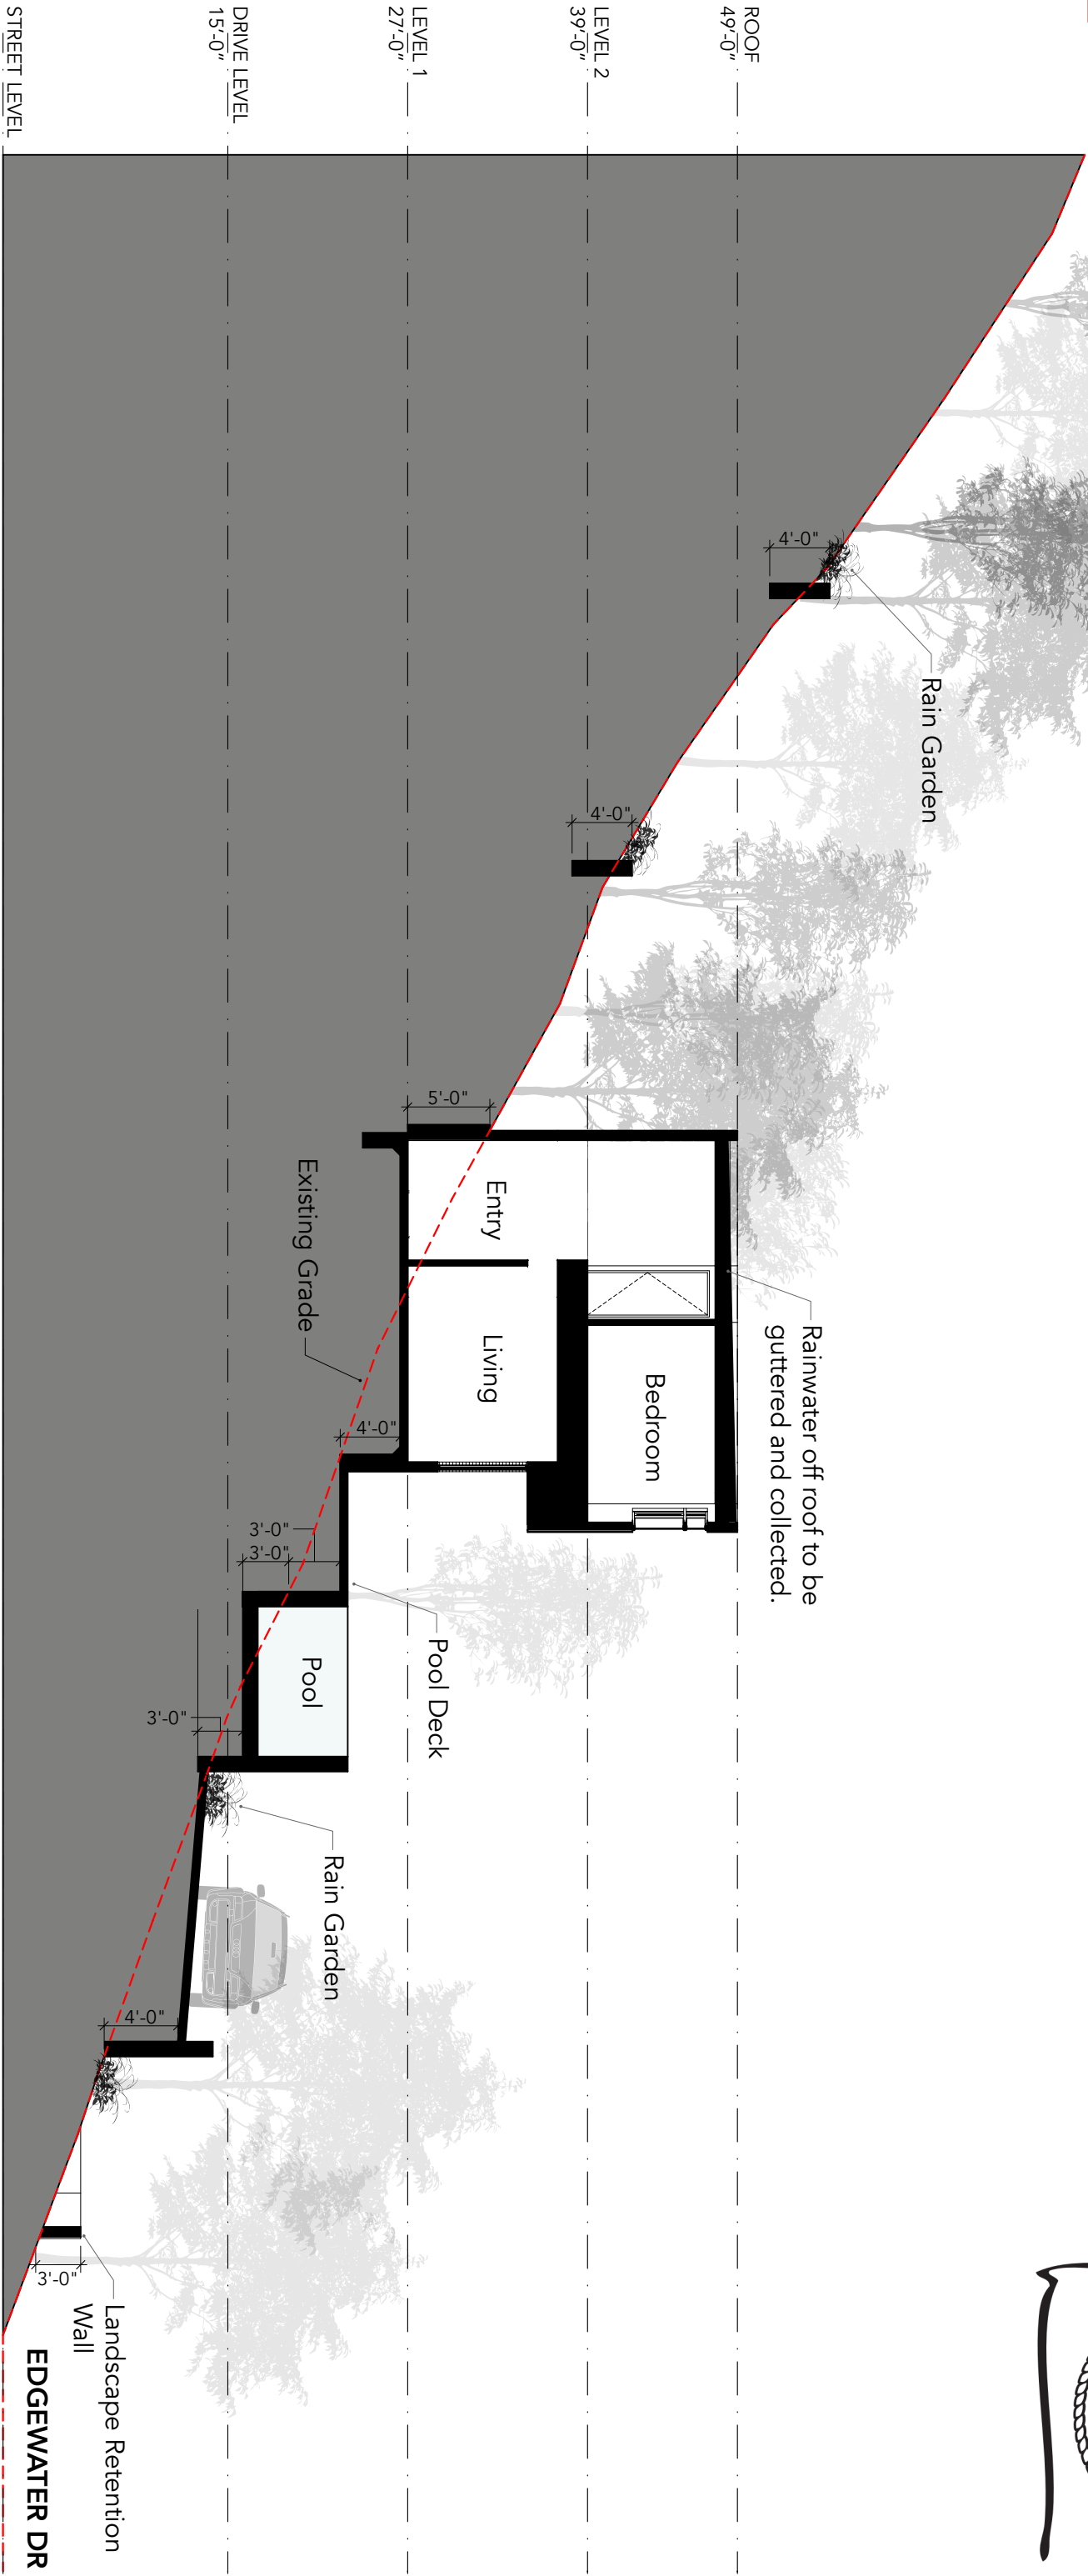 ROOF
49'-0"
LEVEL 2
39'-0"
LEVEL 1
27'-0"
DRIVE LEVEL
15'-0"
STREET LEVEL
4'-0"
Rain Garden
4'-0"
5'-0"
Existing Grade
Entry
Living
Bedroom
Rainwater off roof to be
guttered and collected.
4'-0"
3'-0"
3'-0"
Pool
Pool Deck
3'-0"
Rain Garden
4'-0"
3'-0"
Landscape Retention
Wall
EDGEWATER DR